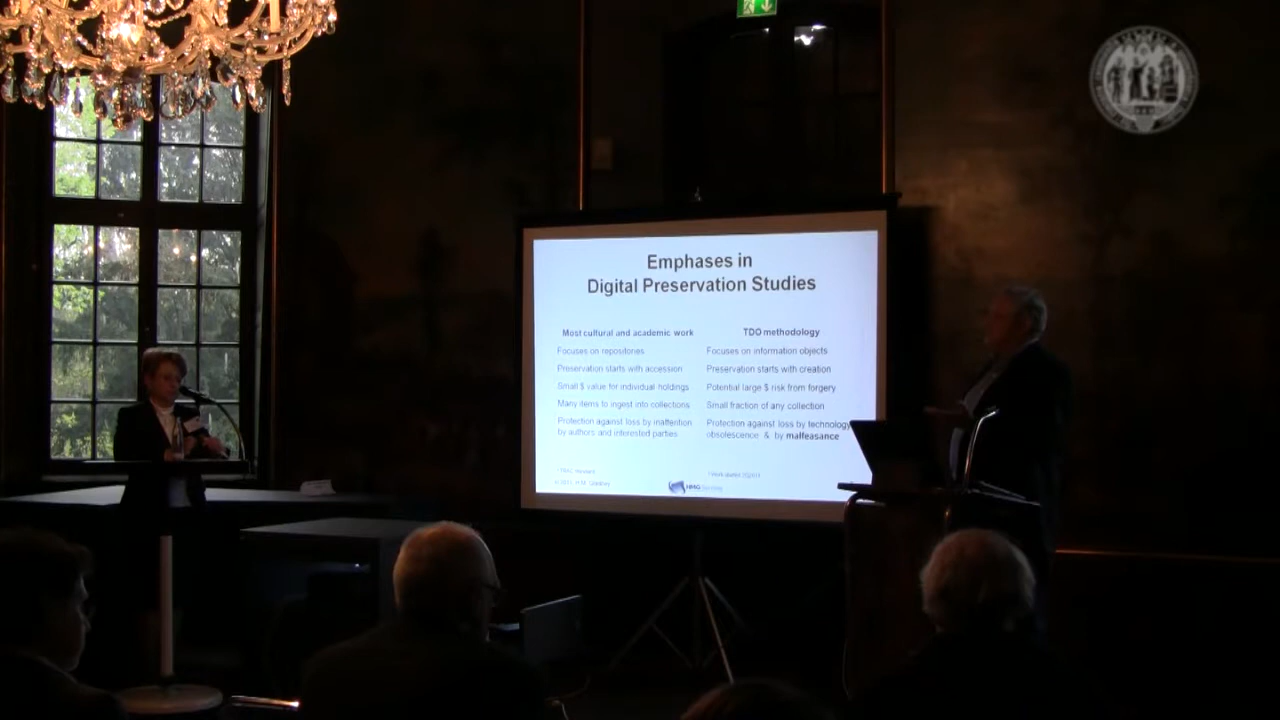 Emphases in
Digital Preservation Studies
Most cultural and academic work
Focuses on repositories
Preservation starts with accession
Small $ value for individual holdings
Many items to ingest into collections
Protection against loss by inattention
by authors and interested parties
TDO methodology
Focuses on information objects
Preservation starts with creation
Potential large $ risk from forgery
Small fraction of any collection
Protection against loss by technology
obsolescence & by malfeasance
HMG